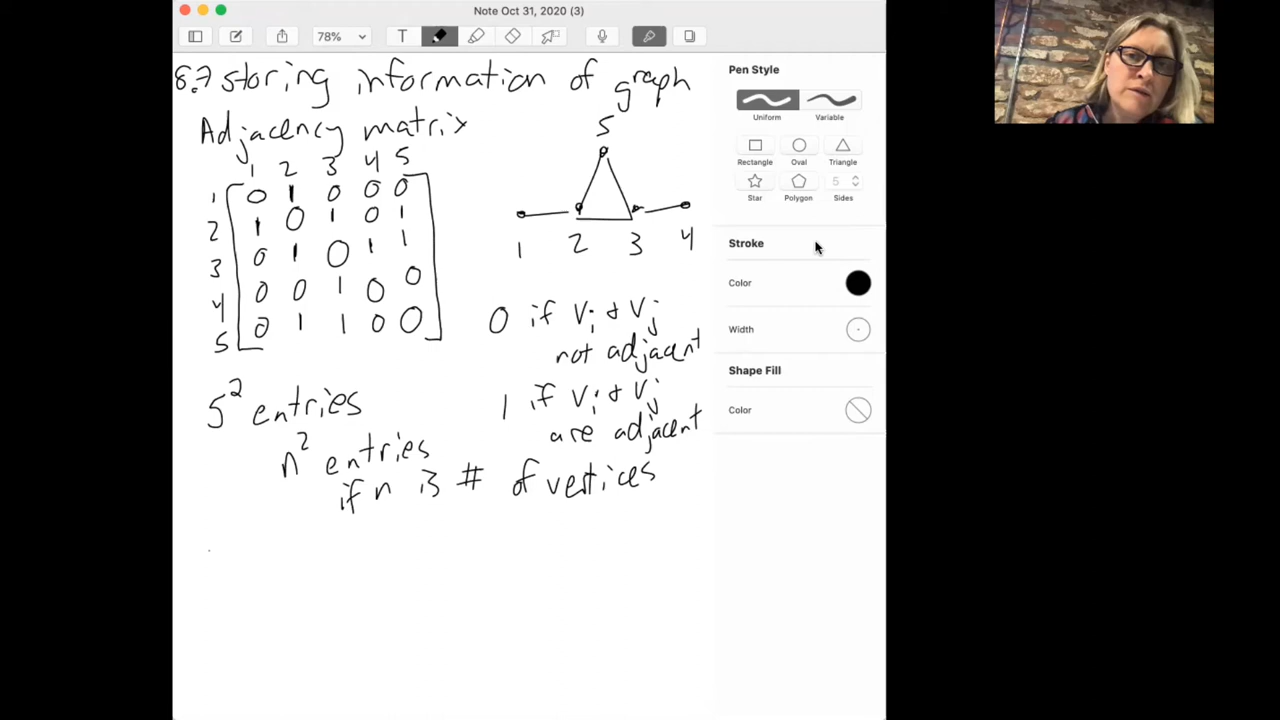 Note Oct 31, 2020 (3)
78%
T
8.7 storing information of graph
Adjacency matrix
1 2 3 4 5
1 0 1 0 0 0
2 1 0 1 0 1
3 0 1 0 1 1
4 0 0 1 0 0
5 0 1 1 0 0
5
1 2 3 4
0 if Vi + Vj
not adjacent
1 if Vi + Vj
are adjacent
5² entries
n² entries
if n is # of vertices
Pen Style
Uniform Variable
Rectangle Oval Triangle
5
Star Polygon Sides
Stroke
Color
Width
Shape Fill
Color